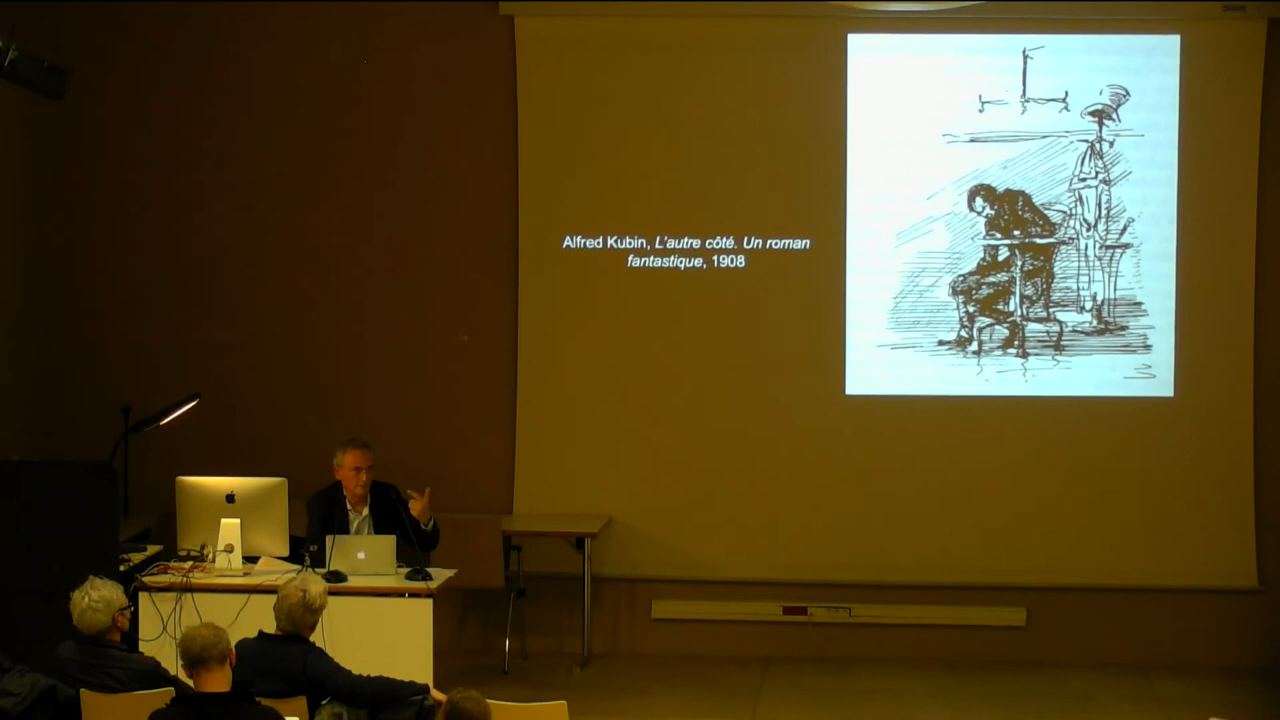 Alfred Kubin, L'autre côté. Un roman
fantastique, 1908